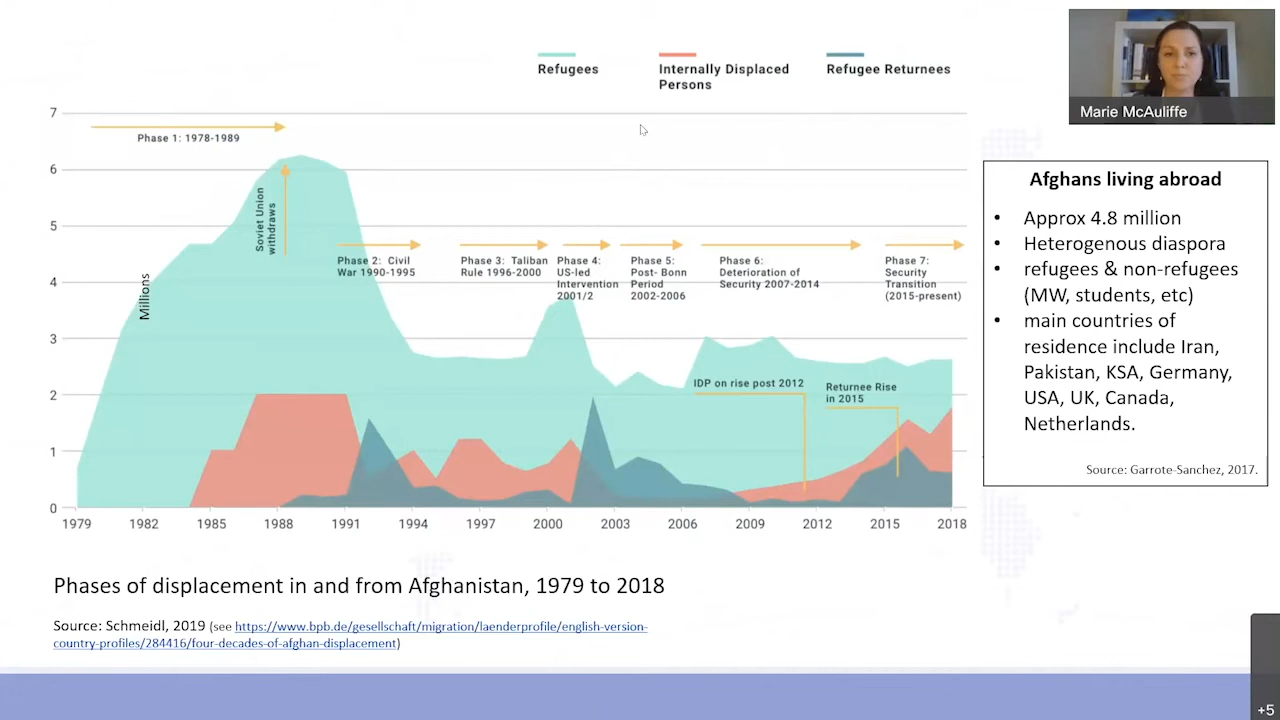 Refugees
Internally Displaced
Persons
Refugee Returnees
Marie McAuliffe
7
6
5
4
3
2
1
0
Millions
Phase 1: 1978-1989
Soviet Union
withdraws
Phase 2: Civil
War 1990-1995
Phase 3: Taliban
Rule 1996-2000
Phase 4:
US-led
Intervention
2001/2
Phase 5:
Post- Bonn
Period
2002-2006
Phase 6:
Deterioration of
Security 2007-2014
Phase 7:
Security
Transition
(2015-present)
IDP on rise post 2012
Returnee Rise
in 2015
1979 1982 1985 1988 1991 1994 1997 2000 2003 2006 2009 2012 2015 2018
Afghans living abroad
• Approx 4.8 million
• Heterogenous diaspora
• refugees & non-refugees
(MW, students, etc)
• main countries of
residence include Iran,
Pakistan, KSA, Germany,
USA, UK, Canada,
Netherlands.
Source: Garrote-Sanchez, 2017.
Phases of displacement in and from Afghanistan, 1979 to 2018
Source: Schmeidl, 2019 (see https://www.bpb.de/gesellschaft/migration/laenderprofile/english-version-
country-profiles/284416/four-decades-of-afghan-displacement)
+5